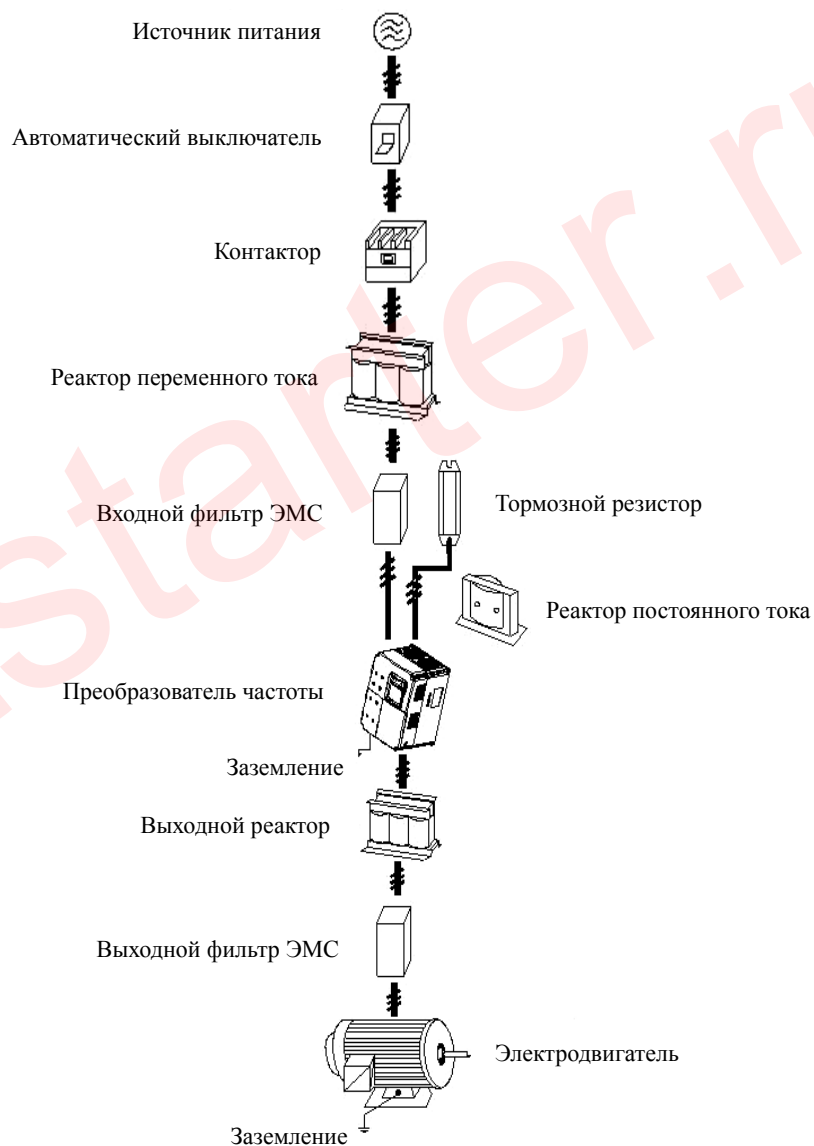 Источник питания
Автоматический выключатель
Контактор
Реактор переменного тока
Входной фильтр ЭМС
Тормозной резистор
Реактор постоянного тока
Преобразователь частоты
Заземление
Выходной реактор
Выходной фильтр ЭМС
Электродвигатель
Заземление
starter.r